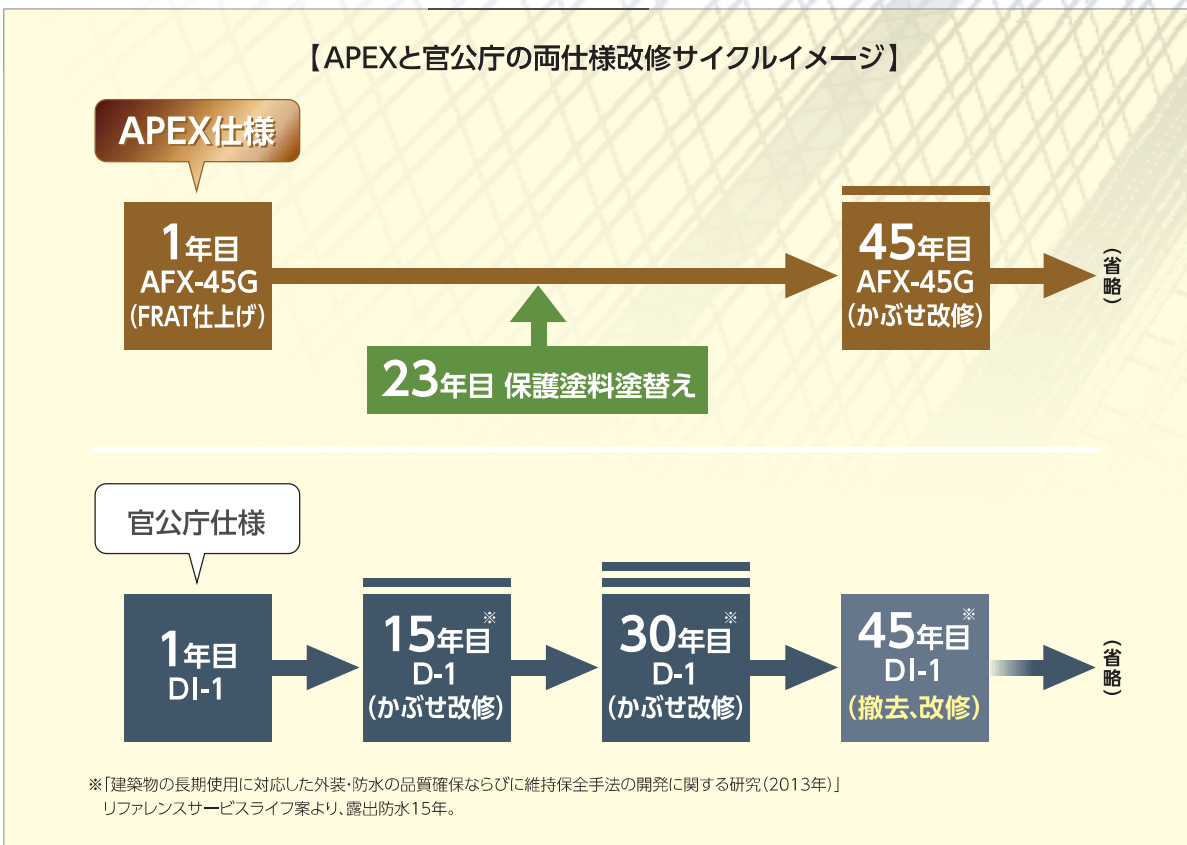 【APEXと官公庁の両仕様改修サイクルイメージ】
APEX仕様
1年目
AFX-45G
(FRAT仕上げ)
45年目
AFX-45G
(かぶせ改修)
(省略)
23年目 保護塗料塗替え
官公庁仕様
1年目
DI-1
15年目※
D-1
(かぶせ改修)
30年目※
D-1
(かぶせ改修)
45年目※
DI-1
(撤去、改修)
(省略)
※「建築物の長期使用に対応した外装・防水の品質確保ならびに維持保全手法の開発に関する研究(2013年)」
リファレンスサービスライフ案より、露出防水15年。